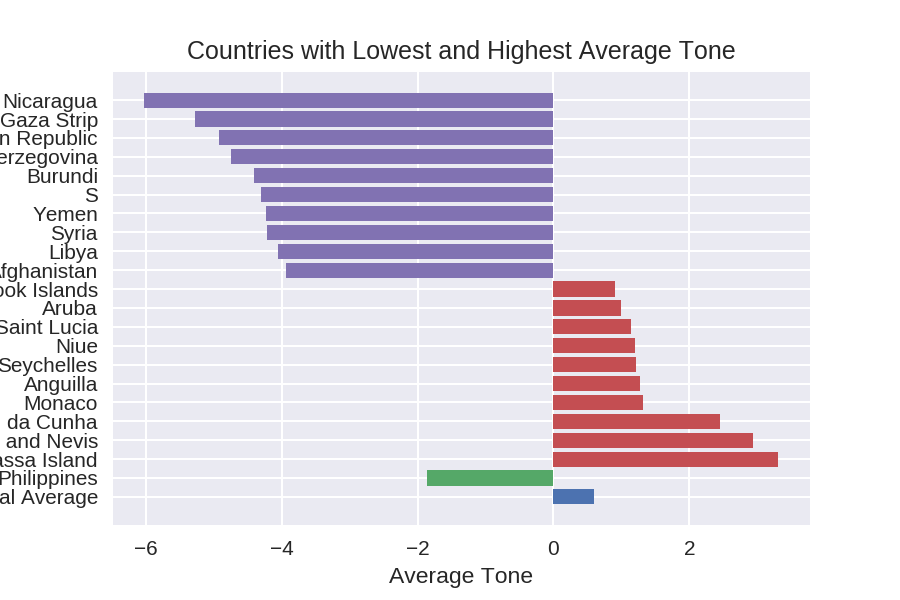 Countries with Lowest and Highest Average Tone
Nicaragua
Gaza Strip
n Republic
erzegovina
Burundi
S
Yemen
Syria
Libya
fghanistan
ook Islands
Aruba
Saint Lucia
Niue
Seychelles
Anguilla
Monaco
da Cunha
and Nevis
assa Island
Philippines
al Average
−6 −4 −2 0 2
Average Tone